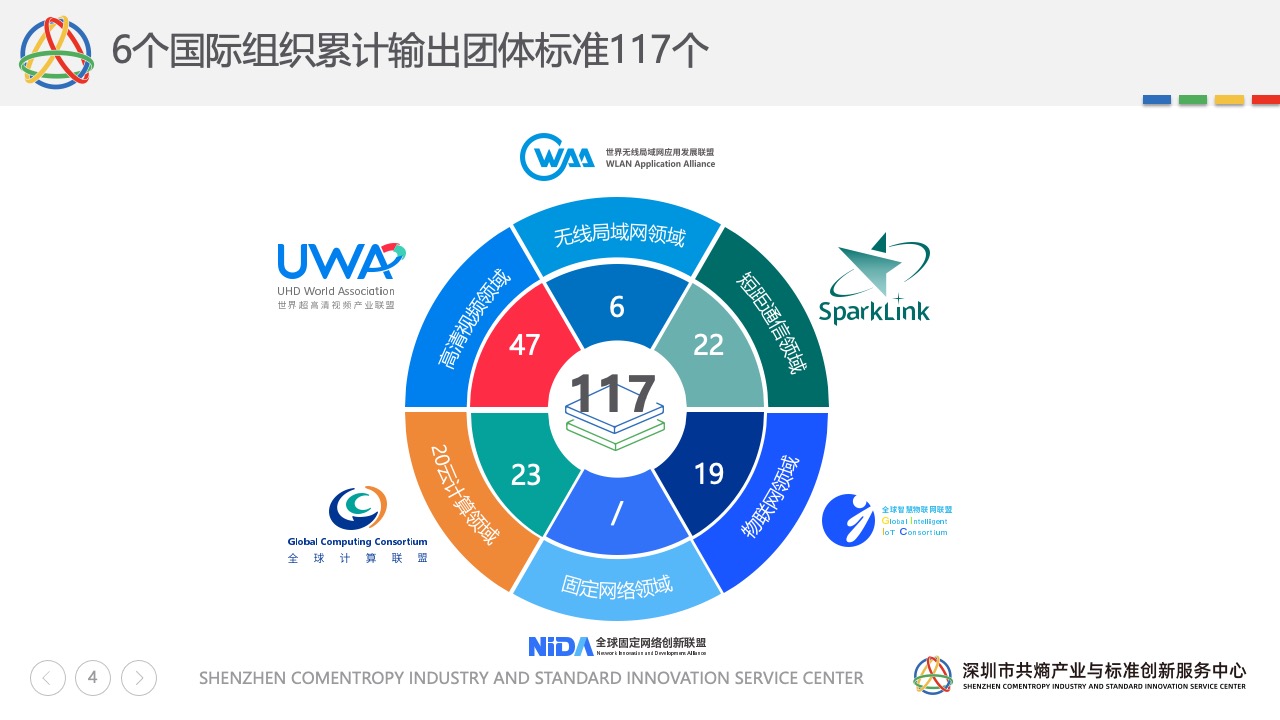 6个国际组织累计输出团体标准117个
WAA
世界无线局域网应用发展联盟
WLAN Application Alliance
无线局域网领域
6
UWA
UHD World Association
世界超高清视频产业联盟
高清视频领域
47
短距通信领域
22
SparkLink
117
20云计算领域
23
Global Computing Consortium
全球计算联盟
物联网领域
19
全球智慧物联网联盟
Global Intelligent
IoT Consortium
/
固定网络领域
NiDA
全球固定网络创新联盟
Network Innovation and Development Alliance
4
SHENZHEN COMENTROPY INDUSTRY AND STANDARD INNOVATION SERVICE CENTER
深圳市共熵产业与标准创新服务中心
SHENZHEN COMENTROPY INDUSTRY AND STANDARD INNOVATION SERVICE CENTER